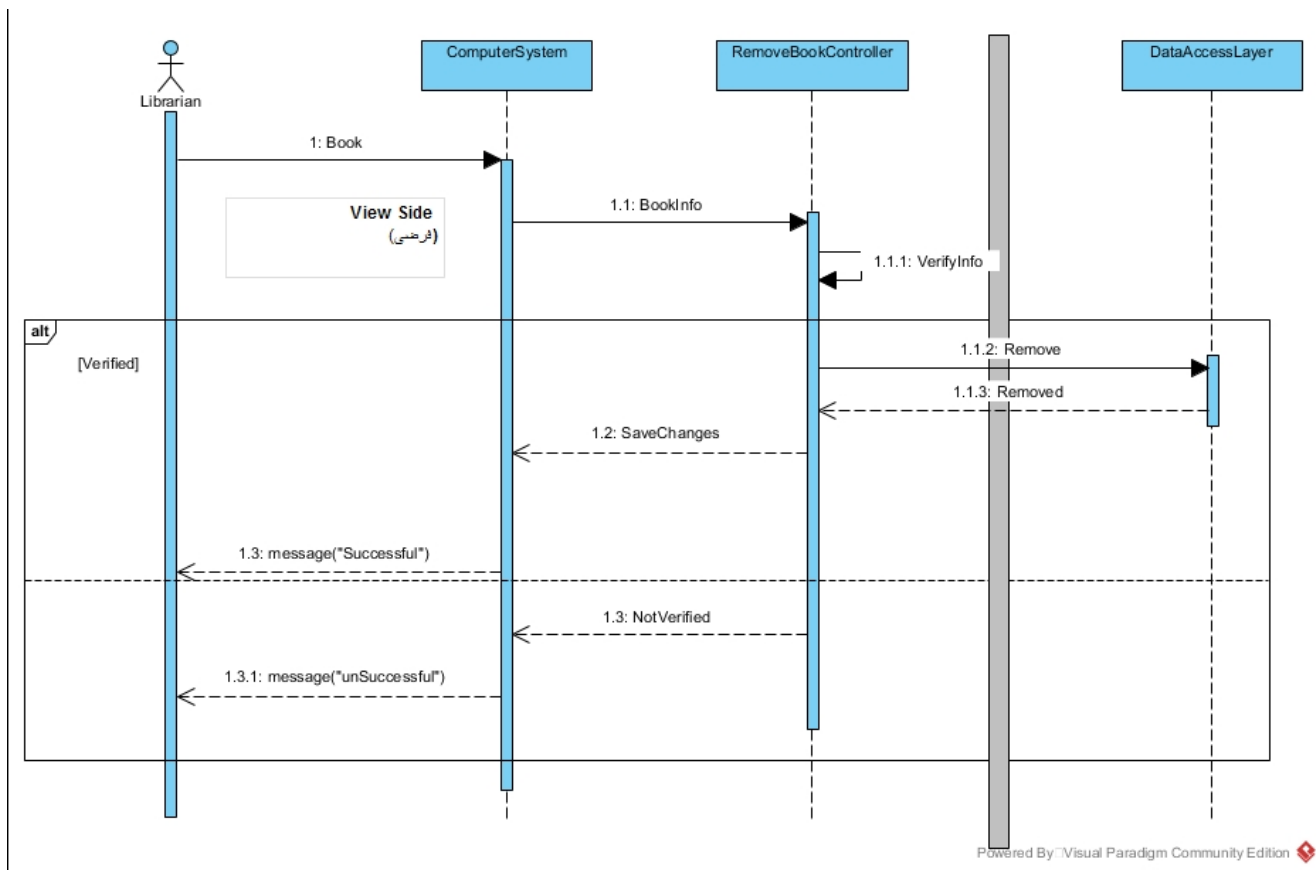 ComputerSystem
RemoveBookController
DataAccessLayer
Librarian
1: Book
View Side
(فرضی)
1.1: BookInfo
1.1.1: VerifyInfo
alt
[Verified]
1.1.2: Remove
1.1.3: Removed
1.2: SaveChanges
1.3: message("Successful")
1.3: NotVerified
1.3.1: message("unSuccessful")
Powered By Visual Paradigm Community Edition